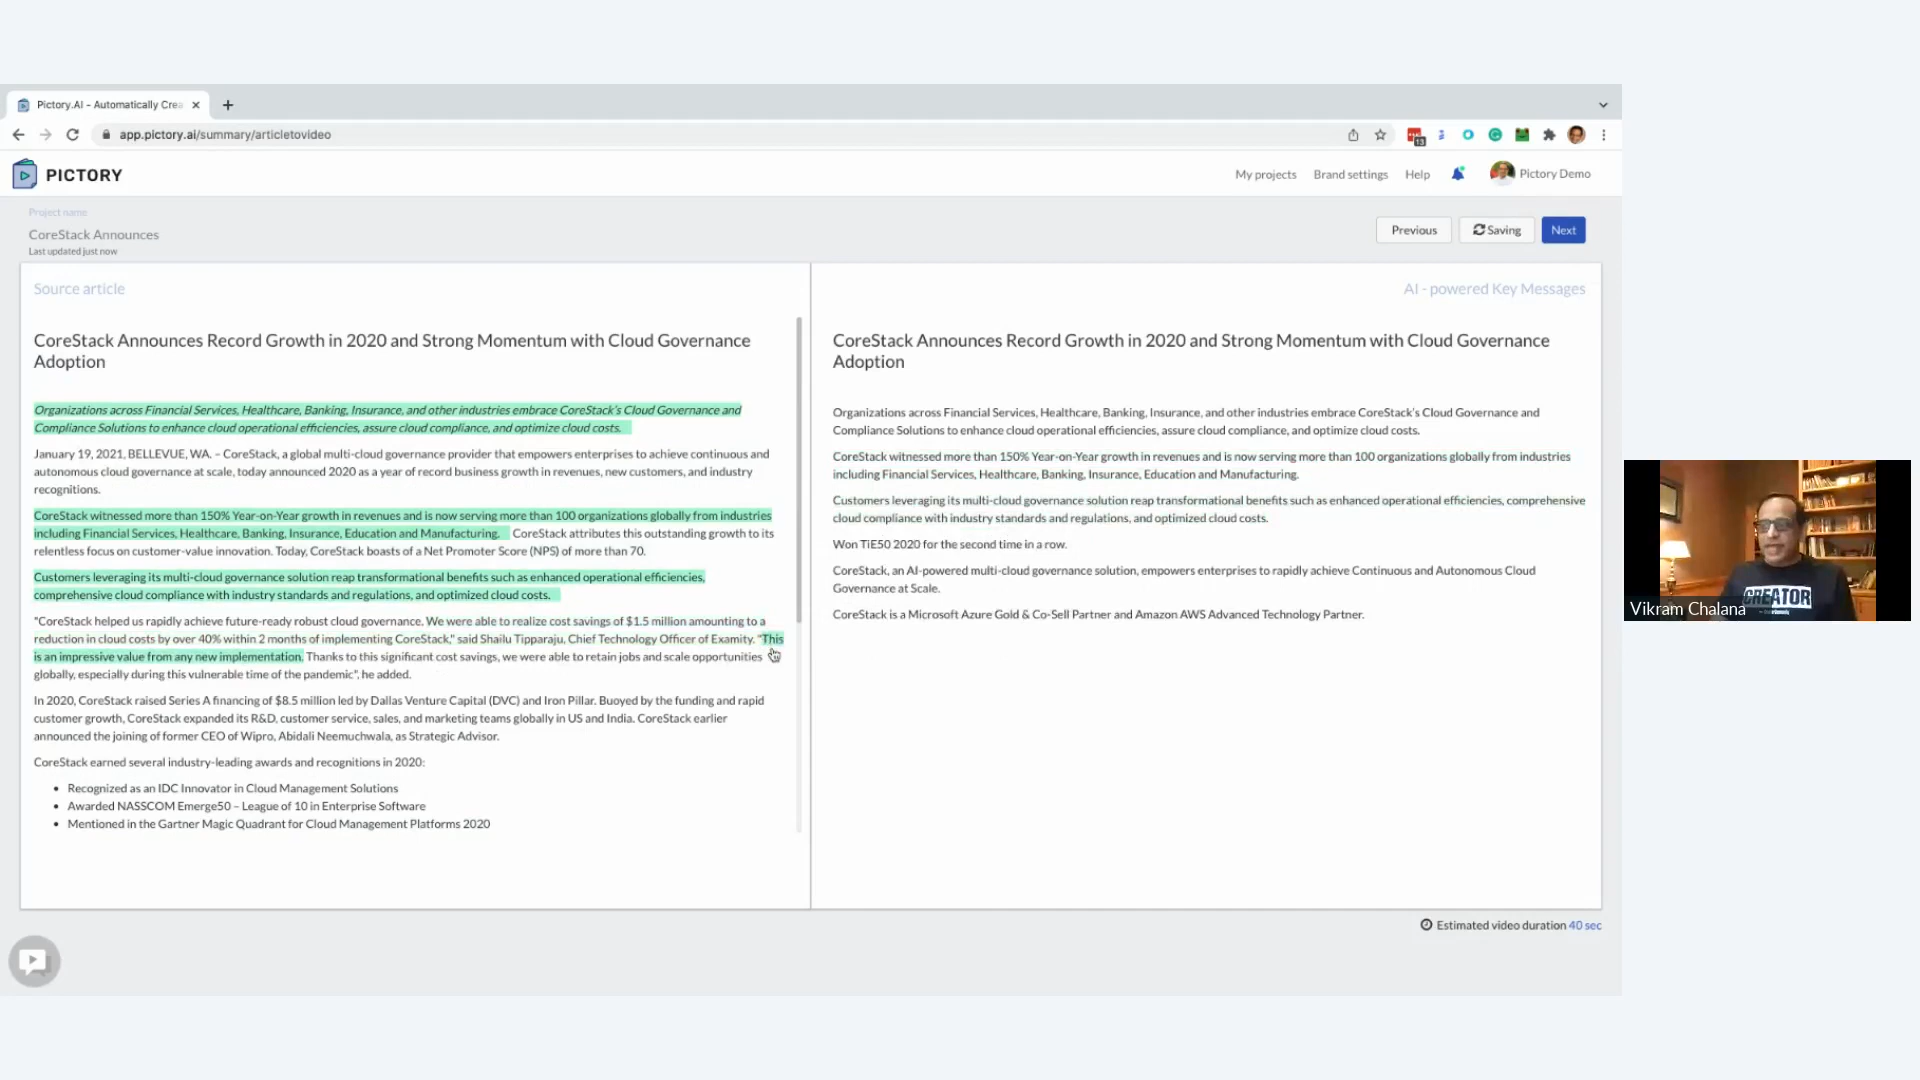 Pictory.AI - Automatically Crea
app.pictory.ai/summary/articletovideo
13
PICTORY
My projects
Brand settings
Help
Pictory Demo
Project name
CoreStack Announces
Last updated just now
Previous
Saving
Next
Source article
CoreStack Announces Record Growth in 2020 and Strong Momentum with Cloud Governance
Adoption
Organizations across Financial Services, Healthcare, Banking, Insurance, and other industries embrace CoreStack's Cloud Governance and
Compliance Solutions to enhance cloud operational efficiencies, assure cloud compliance, and optimize cloud costs.
January 19, 2021, BELLEVUE, WA. – CoreStack, a global multi-cloud governance provider that empowers enterprises to achieve continuous and
autonomous cloud governance at scale, today announced 2020 as a year of record business growth in revenues, new customers, and industry
recognitions.
CoreStack witnessed more than 150% Year-on-Year growth in revenues and is now serving more than 100 organizations globally from industries
including Financial Services, Healthcare, Banking, Insurance, Education and Manufacturing. CoreStack attributes this outstanding growth to its
relentless focus on customer-value innovation. Today, CoreStack boasts of a Net Promoter Score (NPS) of more than 70.
Customers leveraging its multi-cloud governance solution reap transformational benefits such as enhanced operational efficiencies,
comprehensive cloud compliance with industry standards and regulations, and optimized cloud costs.
"CoreStack helped us rapidly achieve future-ready robust cloud governance. We were able to realize cost savings of $1.5 million amounting to a
reduction in cloud costs by over 40% within 2 months of implementing CoreStack," said Shailu Tipparaju, Chief Technology Officer of Examity. "This
is an impressive value from any new implementation. Thanks to this significant cost savings, we were able to retain jobs and scale opportunities
globally, especially during this vulnerable time of the pandemic", he added.
In 2020, CoreStack raised Series A financing of $8.5 million led by Dallas Venture Capital (DVC) and Iron Pillar. Buoyed by the funding and rapid
customer growth, CoreStack expanded its R&D, customer service, sales, and marketing teams globally in US and India. CoreStack earlier
announced the joining of former CEO of Wipro, Abidali Neemuchwala, as Strategic Advisor.
CoreStack earned several industry-leading awards and recognitions in 2020:
• Recognized as an IDC Innovator in Cloud Management Solutions
• Awarded NASSCOM Emerge50 – League of 10 in Enterprise Software
• Mentioned in the Gartner Magic Quadrant for Cloud Management Platforms 2020
AI - powered Key Messages
CoreStack Announces Record Growth in 2020 and Strong Momentum with Cloud Governance
Adoption
Organizations across Financial Services, Healthcare, Banking, Insurance, and other industries embrace CoreStack's Cloud Governance and
Compliance Solutions to enhance cloud operational efficiencies, assure cloud compliance, and optimize cloud costs.
CoreStack witnessed more than 150% Year-on-Year growth in revenues and is now serving more than 100 organizations globally from industries
including Financial Services, Healthcare, Banking, Insurance, Education and Manufacturing.
Customers leveraging its multi-cloud governance solution reap transformational benefits such as enhanced operational efficiencies, comprehensive
cloud compliance with industry standards and regulations, and optimized cloud costs.
Won TiE50 2020 for the second time in a row.
CoreStack, an AI-powered multi-cloud governance solution, empowers enterprises to rapidly achieve Continuous and Autonomous Cloud
Governance at Scale.
CoreStack is a Microsoft Azure Gold & Co-Sell Partner and Amazon AWS Advanced Technology Partner.
Estimated video duration 40 sec
CREATOR
Vikram Chalana